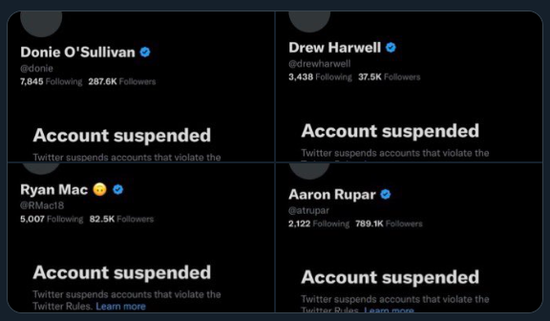 Donie O'Sullivan
@donie
7,845 Following 287.6K Followers
Account suspended
Twitter suspends accounts that violate the
Drew Harwell
@drewharwell
3,438 Following 37.5K Followers
Account suspended
Twitter suspends accounts that violate the
Ryan Mac 🙃
@RMac18
5,007 Following 82.5K Followers
Account suspended
Twitter suspends accounts that violate the
Twitter Rules. Learn more
Aaron Rupar
@atrupar
2,122 Following 789.1K Followers
Account suspended
Twitter suspends accounts that violate the
Twitter Rules. Learn more